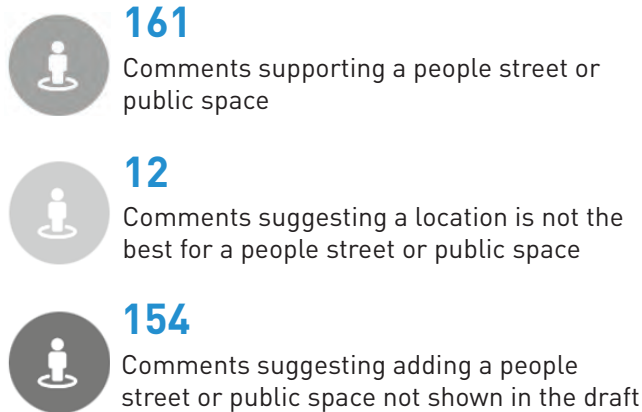 161
Comments supporting a people street or
public space
12
Comments suggesting a location is not the
best for a people street or public space
154
Comments suggesting adding a people
street or public space not shown in the draft